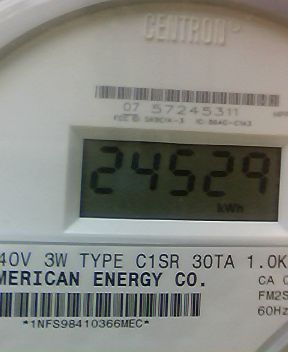 CENTRON®
07 57245311
24529
kWh
40V 3W TYPE C1SR 30TA 1.0K
MERICAN ENERGY CO.
CA 0
FM2S
60Hz
*1NFS98410366MEC*